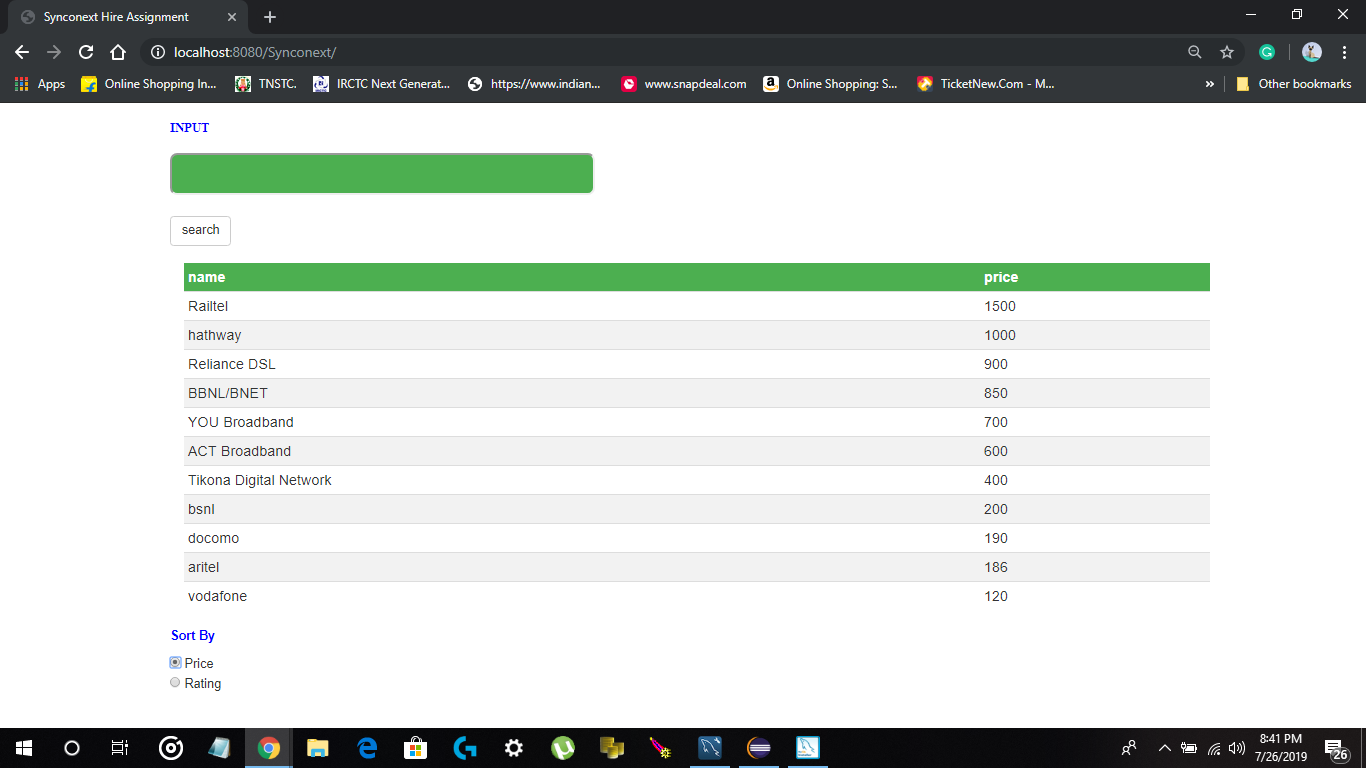 Synconext Hire Assignment
localhost:8080/Synconext/
Apps Online Shopping In... TNSTC. IRCTC Next Generat... https://www.indian... www.snapdeal.com Online Shopping: S... TicketNew.Com - M... » Other bookmarks
INPUT
search
name price
Railtel 1500
hathway 1000
Reliance DSL 900
BBNL/BNET 850
YOU Broadband 700
ACT Broadband 600
Tikona Digital Network 400
bsnl 200
docomo 190
aritel 186
vodafone 120
Sort By
Price
Rating
8:41 PM
7/26/2019
26